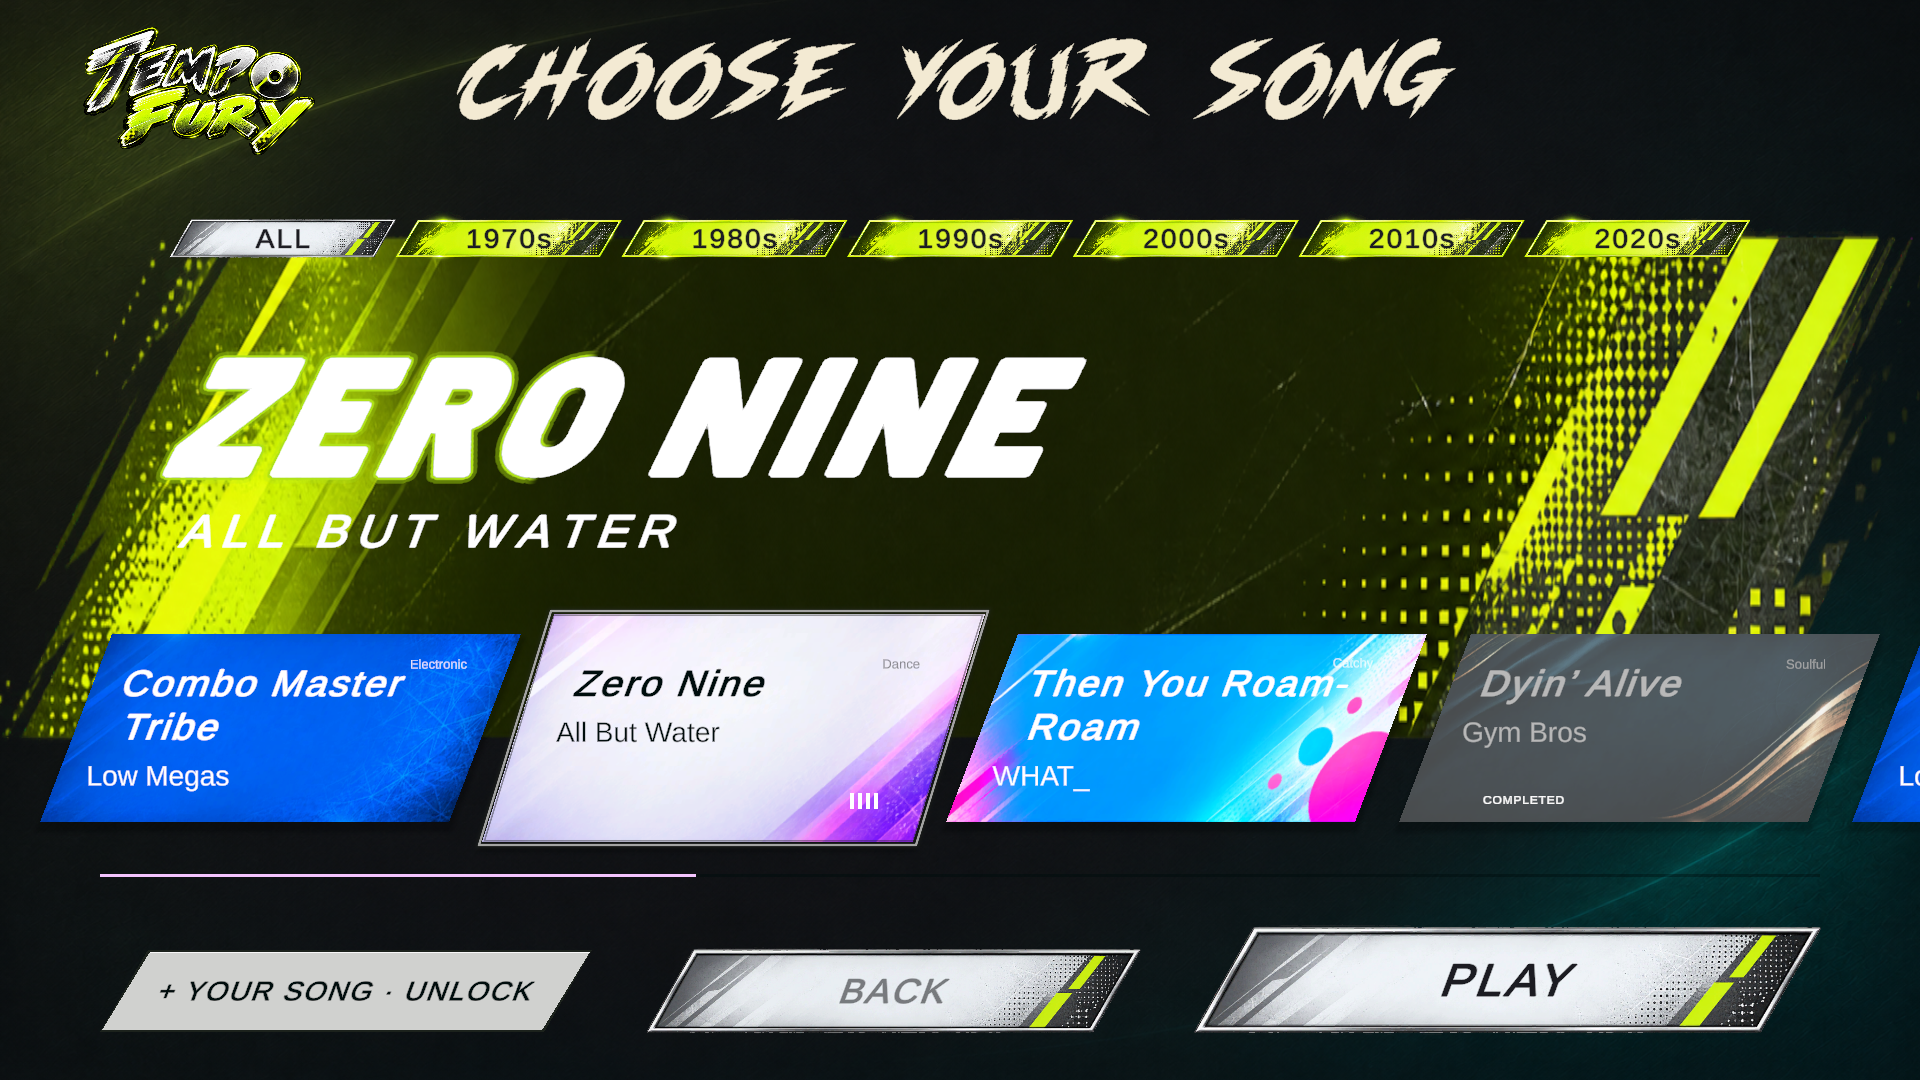 TEMPO
FURY
CHOOSE YOUR SONG
ALL
1970s
1980s
1990s
2000s
2010s
2020s
ZERO NINE
ALL BUT WATER
Electronic
Combo Master
Tribe
Low Megas
Dance
Zero Nine
All But Water
Catchy
Then You Roam-
Roam
WHAT_
Soulful
Dyin’ Alive
Gym Bros
COMPLETED
Lo
+ YOUR SONG · UNLOCK
BACK
PLAY